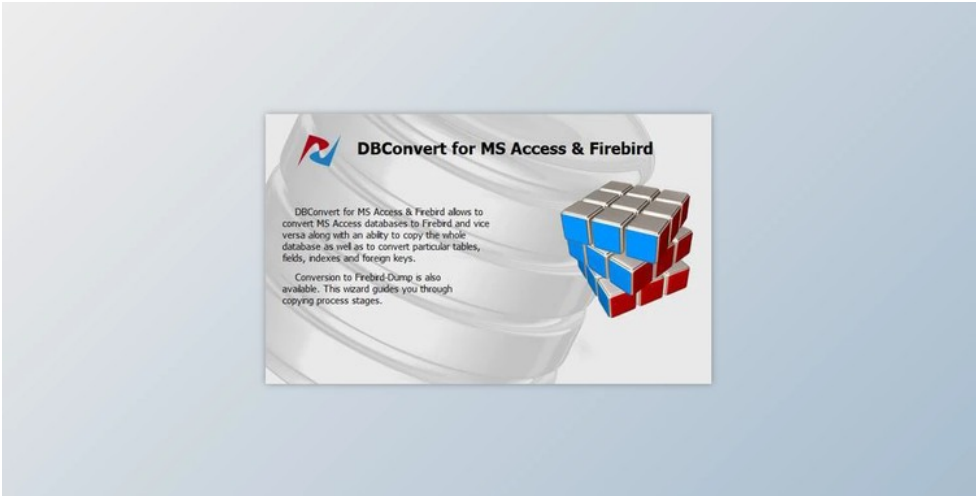 DBConvert for MS Access & Firebird
DBConvert for MS Access & Firebird allows to
convert MS Access databases to Firebird and vice
versa along with an ability to copy the whole
database as well as to convert particular tables,
fields, indexes and foreign keys.
Conversion to Firebird-Dump is also
available. This wizard guides you through
copying process stages.